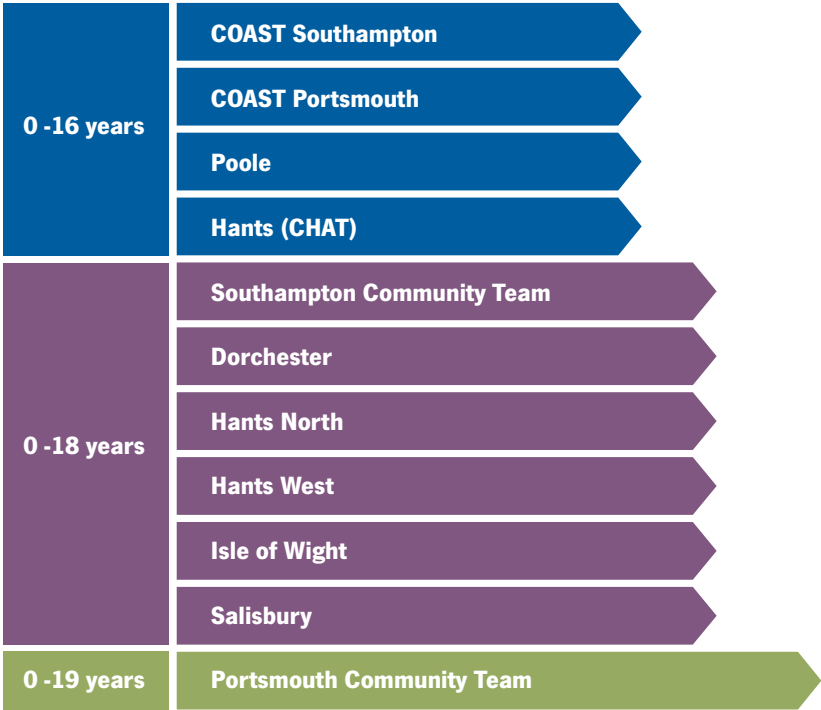 0 -16 years
COAST Southampton
COAST Portsmouth
Poole
Hants (CHAT)
0 -18 years
Southampton Community Team
Dorchester
Hants North
Hants West
Isle of Wight
Salisbury
0 -19 years
Portsmouth Community Team